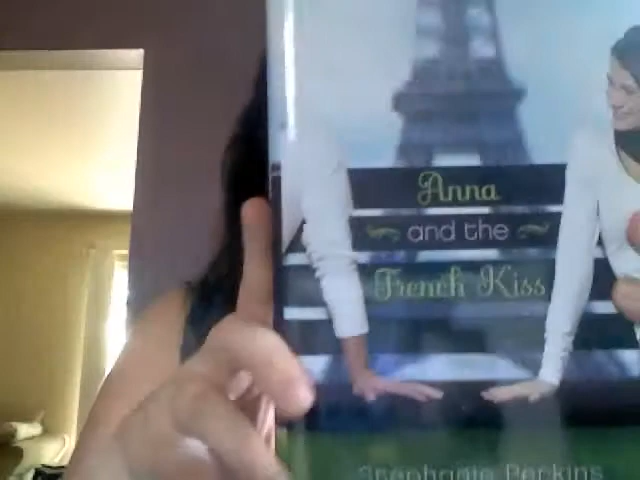 Anna
and the
French Kiss
Stephanie Perkins